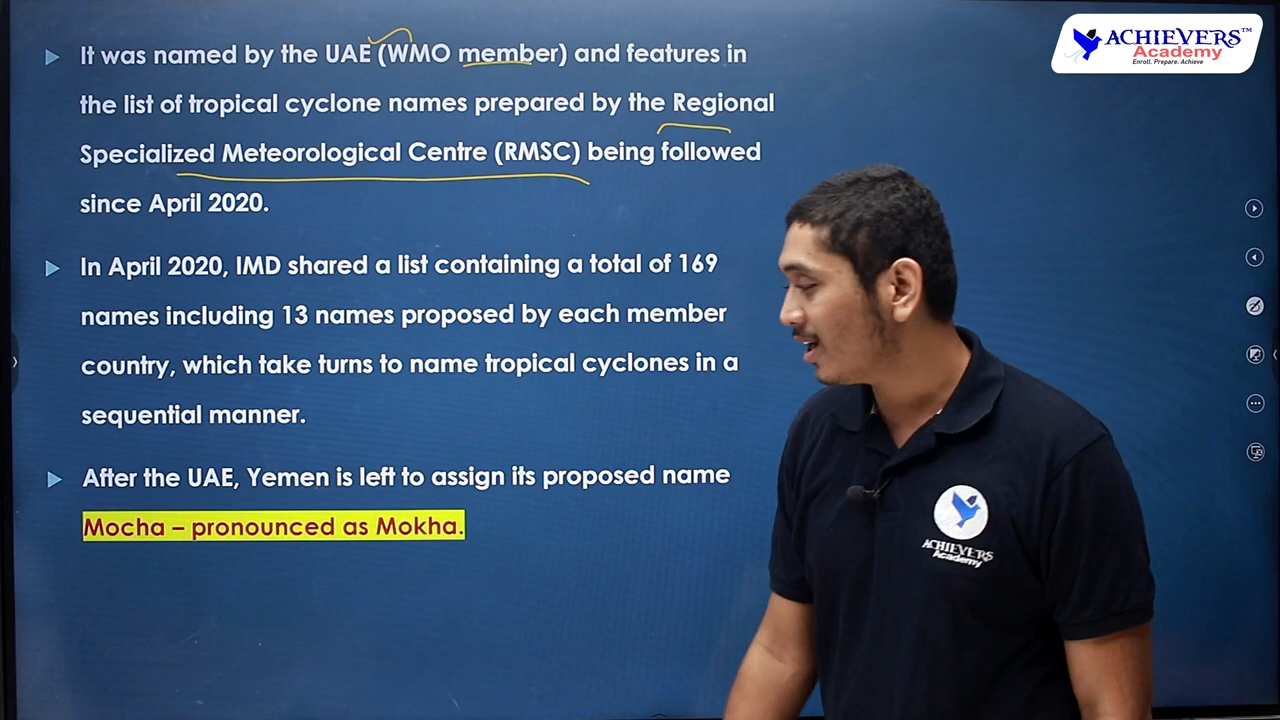 It was named by the UAE (WMO member) and features in
the list of tropical cyclone names prepared by the Regional
Specialized Meteorological Centre (RMSC) being followed
since April 2020.
In April 2020, IMD shared a list containing a total of 169
names including 13 names proposed by each member
country, which take turns to name tropical cyclones in a
sequential manner.
After the UAE, Yemen is left to assign its proposed name
Mocha – pronounced as Mokha.
ACHIEVERS™
Academy
Enroll. Prepare. Achieve
ACHIEVERS
Academy